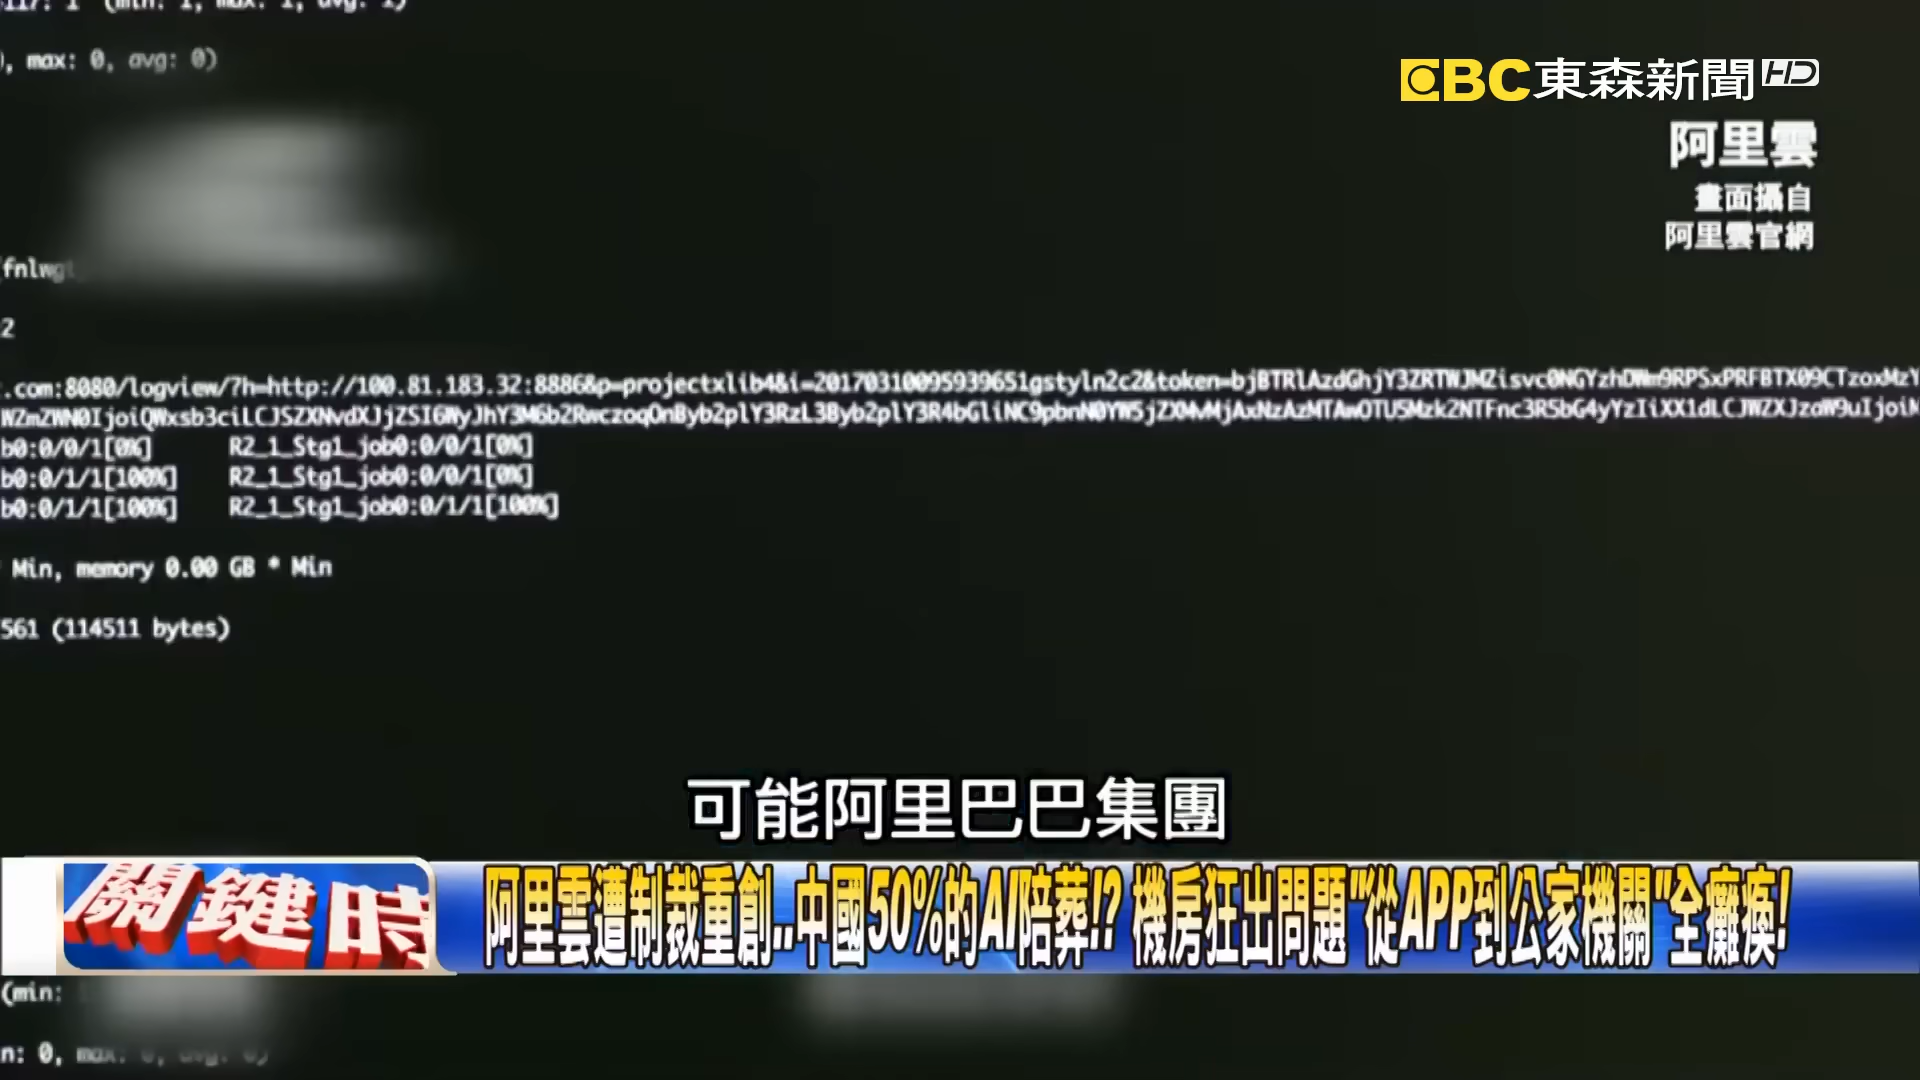 , max: 0, avg: 0)
EBC東森新聞HD
阿里雲
畫面攝自
阿里雲官網
fnlwgt
2
.com:8080/logview/?h=http://100.81.183.32:8886&p=projectxlib4&i=20170310095939651gstyln2c2&token=
b0:0/0/1[0%] R2_1_Stg1_job0:0/0/1[0%]
b0:0/1/1[100%] R2_1_Stg1_job0:0/0/1[0%]
b0:0/1/1[100%] R2_1_Stg1_job0:0/1/1[100%]
Min, memory 0.00 GB * Min
561 (114511 bytes)
可能阿里巴巴集團
關鍵時
阿里雲遭制裁重創..中國50%的AI陪葬!? 機房狂出問題"從APP到公家機關"全癱瘓!
(min:
n: 0, max: 0, avg: 0)